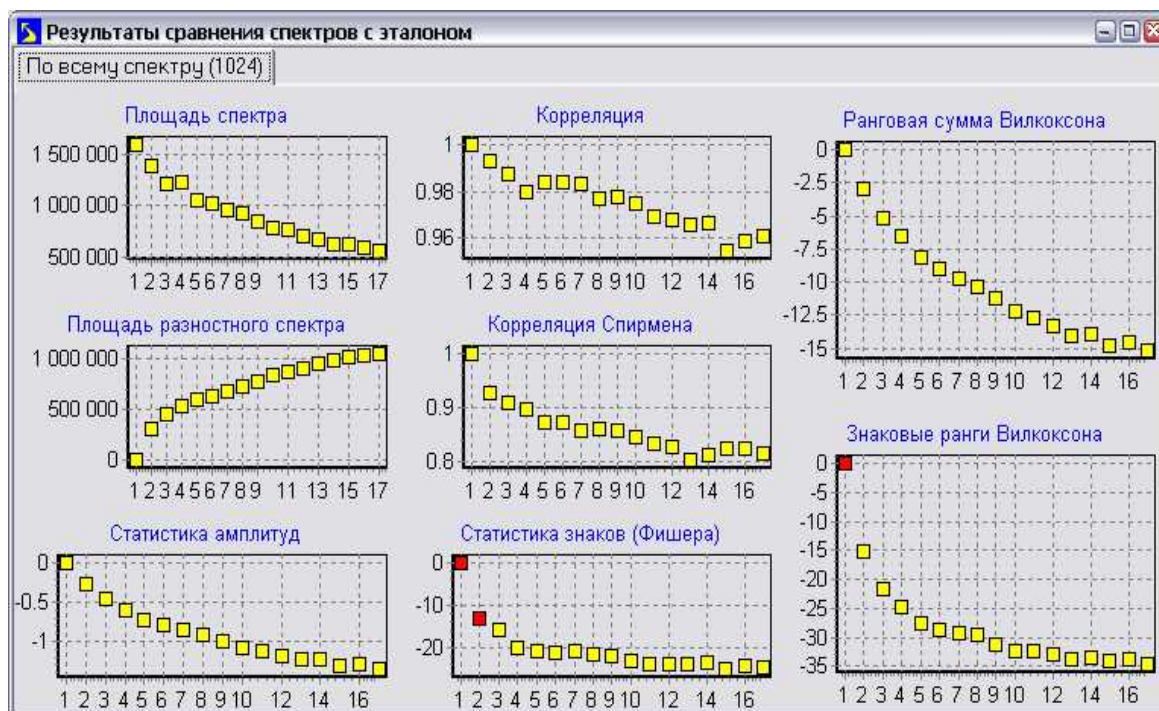 Результаты сравнения спектров с эталоном
По всему спектру (1024)
Площадь спектра
1 500 000
1 000 000
500 000
1 2 3 4 5 6 7 8 9 11 13 15 17
Корреляция
1
0.98
0.96
1 2 3 4 5 6 7 8 9 10 12 14 16
Ранговая сумма Вилкоксона
0
-2.5
-5
-7.5
-10
-12.5
-15
1 2 3 4 5 6 7 8 9 10 12 14 16
Площадь разностного спектра
1 000 000
500 000
0
1 2 3 4 5 6 7 8 9 11 13 15 17
Корреляция Спирмена
1
0.9
0.8
1 2 3 4 5 6 7 8 9 10 12 14 16
Знаковые ранги Вилкоксона
0
-5
-10
-15
-20
-25
-30
-35
1 2 3 4 5 6 7 8 9 10 12 14 16
Статистика амплитуд
0
-0.5
-1
1 2 3 4 5 6 7 8 9 10 12 14 16
Статистика знаков (Фишера)
0
-10
-20
1 2 3 4 5 6 7 8 9 10 12 14 16